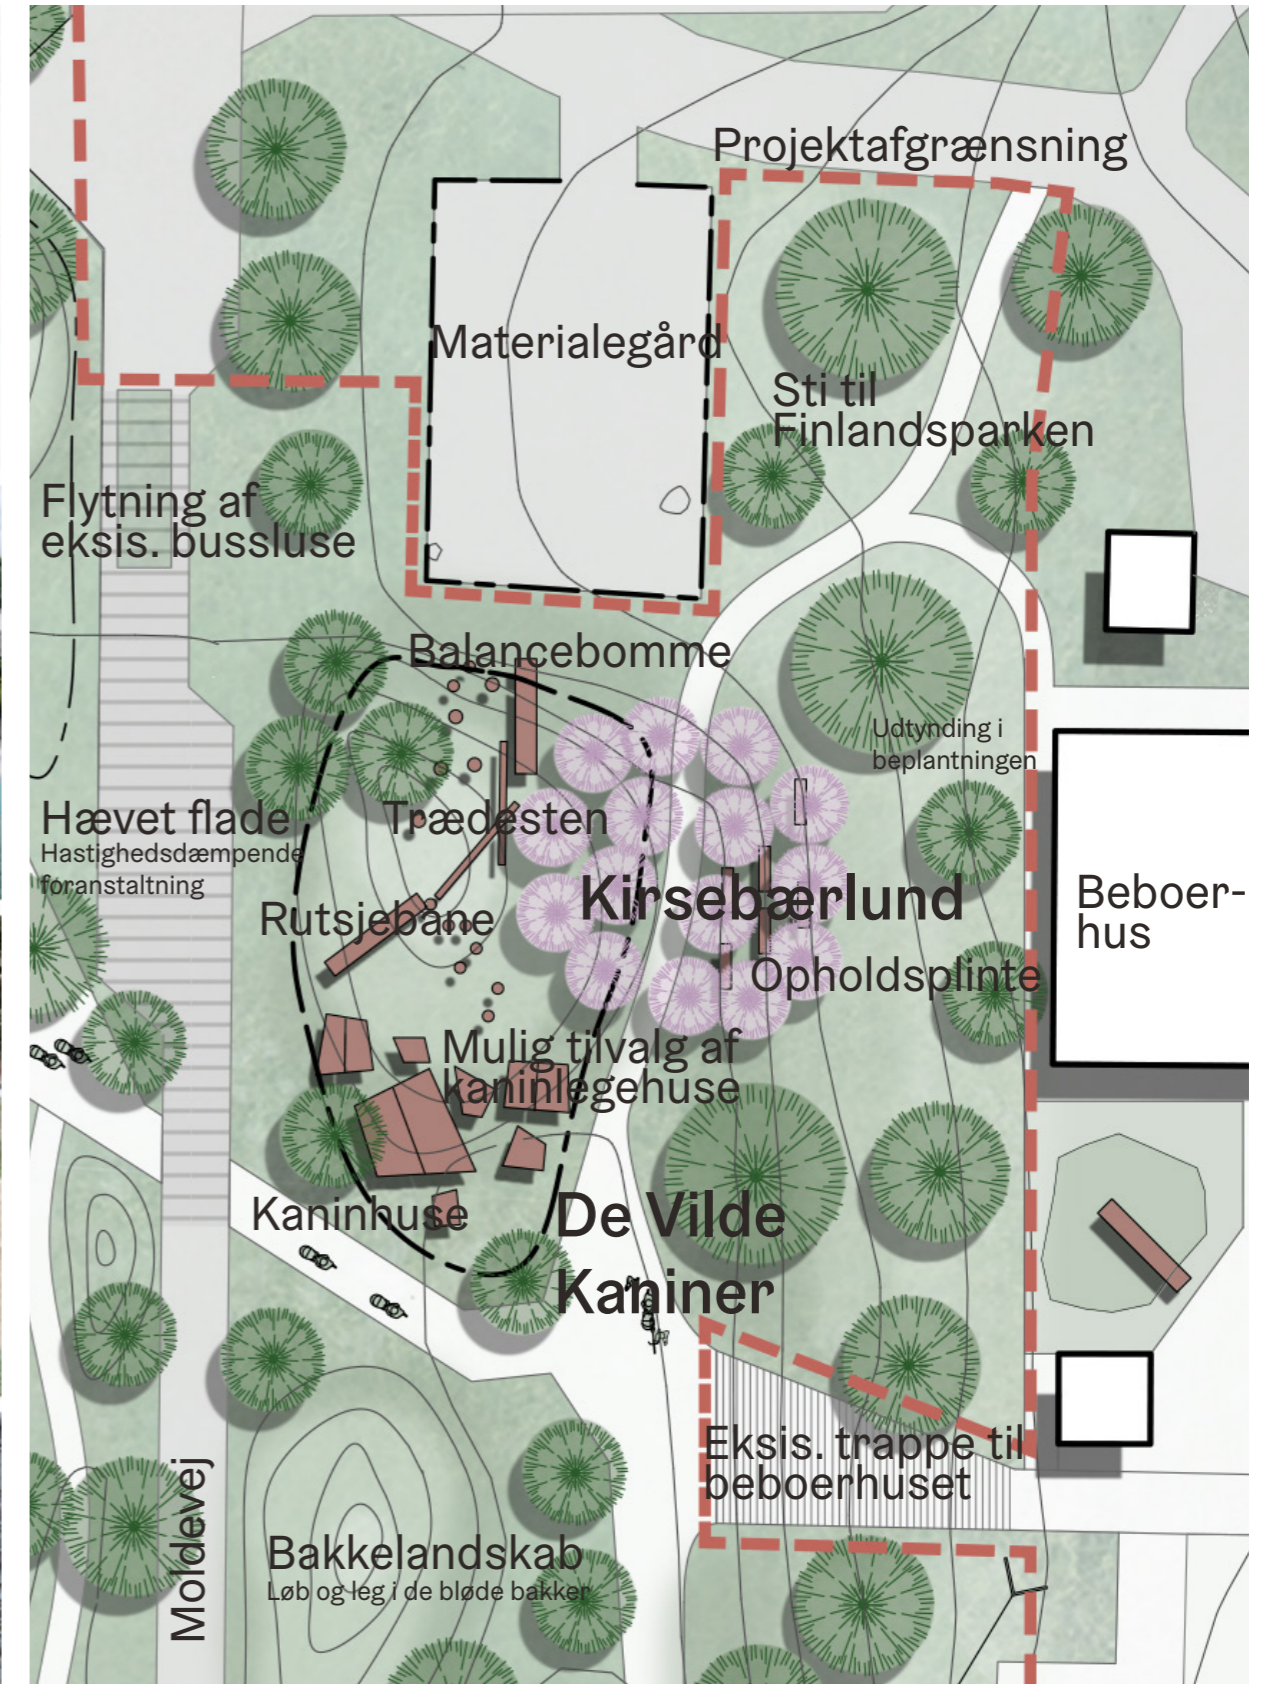 Projektafgrænsning
Materialegård
Sti til
Finlandsparken
Flytning af
eksis. bussluse
Balancebomme
Udtynding i
beplantningen
Hævet flade
Hastighedsdæmpende
foranstaltning
Trædesten
Rutsjebane
Kirsebærlund
Beboer-
hus
Opholdsplinte
Mulig tilvalg af
kaninlegehuse
Kaninhuse
De Vilde
Kaniner
Eksis. trappe til
beboerhuset
Moldevej
Bakkelandskab
Løb og leg i de bløde bakker